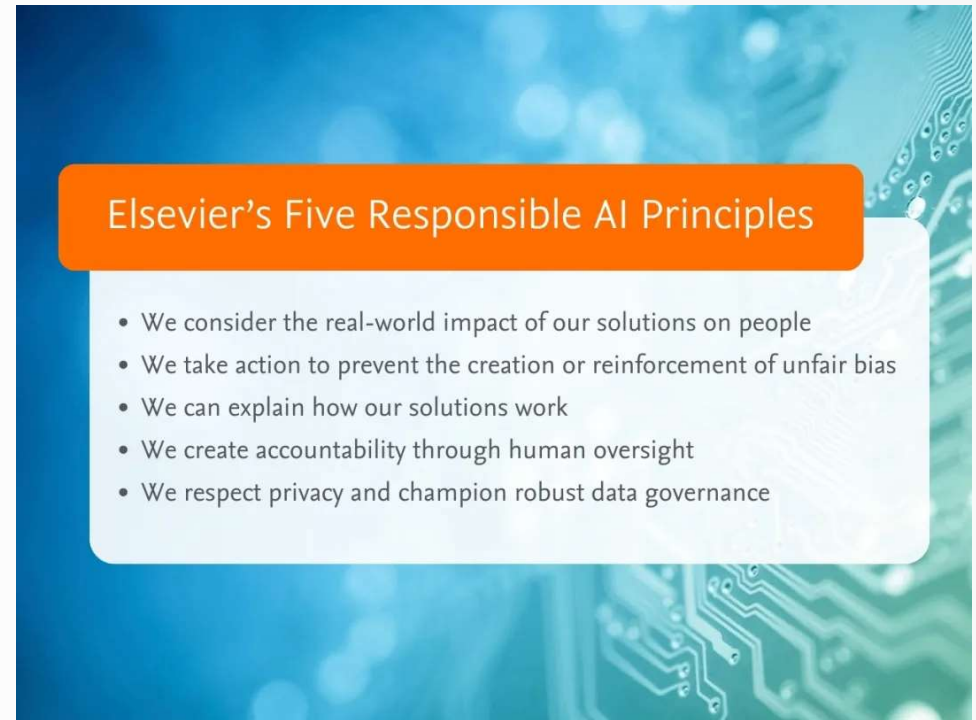 Elsevier’s Five Responsible AI Principles
• We consider the real-world impact of our solutions on people
• We take action to prevent the creation or reinforcement of unfair bias
• We can explain how our solutions work
• We create accountability through human oversight
• We respect privacy and champion robust data governance